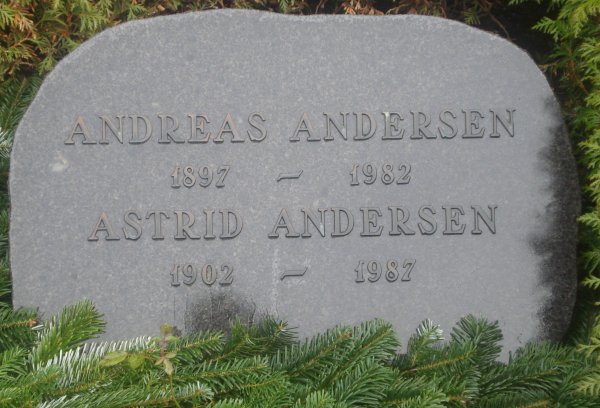 ANDREAS ANDERSEN
1897 – 1982
ASTRID ANDERSEN
1902 – 1987